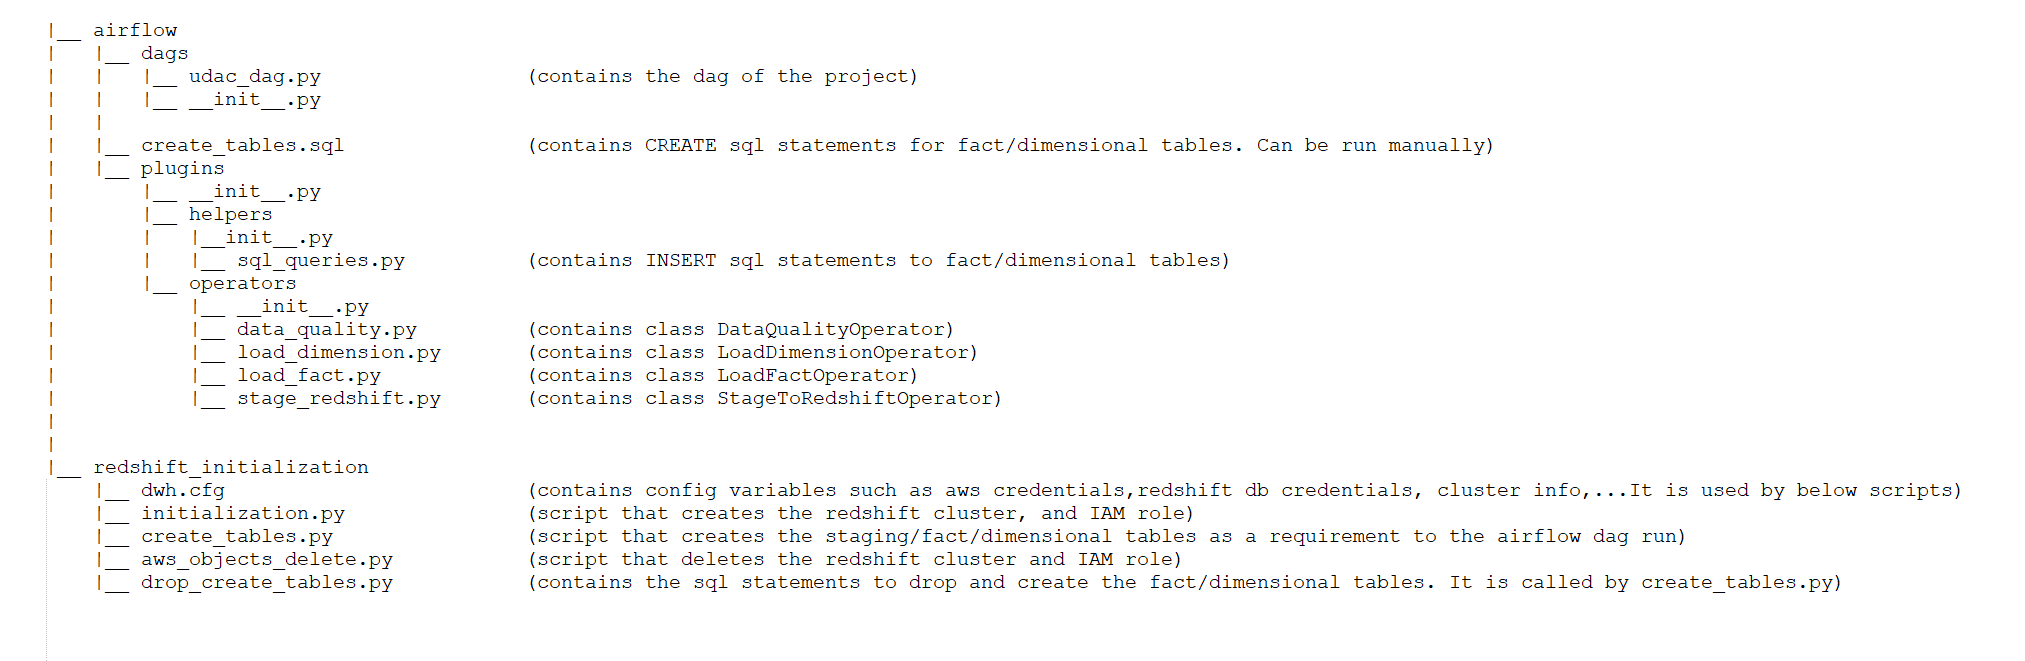 |__ airflow
|   |__ dags
|   |   |__ udac_dag.py                 (contains the dag of the project)
|   |   |__ __init__.py
|   |
|   |__ create_tables.sql               (contains CREATE sql statements for fact/dimensional tables. Can be run manually)
|   |__ plugins
|       |__ __init__.py
|       |__ helpers
|       |   |__init__.py
|       |   |__ sql_queries.py          (contains INSERT sql statements to fact/dimensional tables)
|       |__ operators
|           |__ __init__.py
|           |__ data_quality.py         (contains class DataQualityOperator)
|           |__ load_dimension.py       (contains class LoadDimensionOperator)
|           |__ load_fact.py            (contains class LoadFactOperator)
|           |__ stage_redshift.py       (contains class StageToRedshiftOperator)
|
|
|__ redshift_initialization
    |__ dwh.cfg                         (contains config variables such as aws credentials,redshift db credentials, cluster info,...It is used by below scripts)
    |__ initialization.py               (script that creates the redshift cluster, and IAM role)
    |__ create_tables.py                (script that creates the staging/fact/dimensional tables as a requirement to the airflow dag run)
    |__ aws_objects_delete.py           (script that deletes the redshift cluster and IAM role)
    |__ drop_create_tables.py           (contains the sql statements to drop and create the fact/dimensional tables. It is called by create_tables.py)